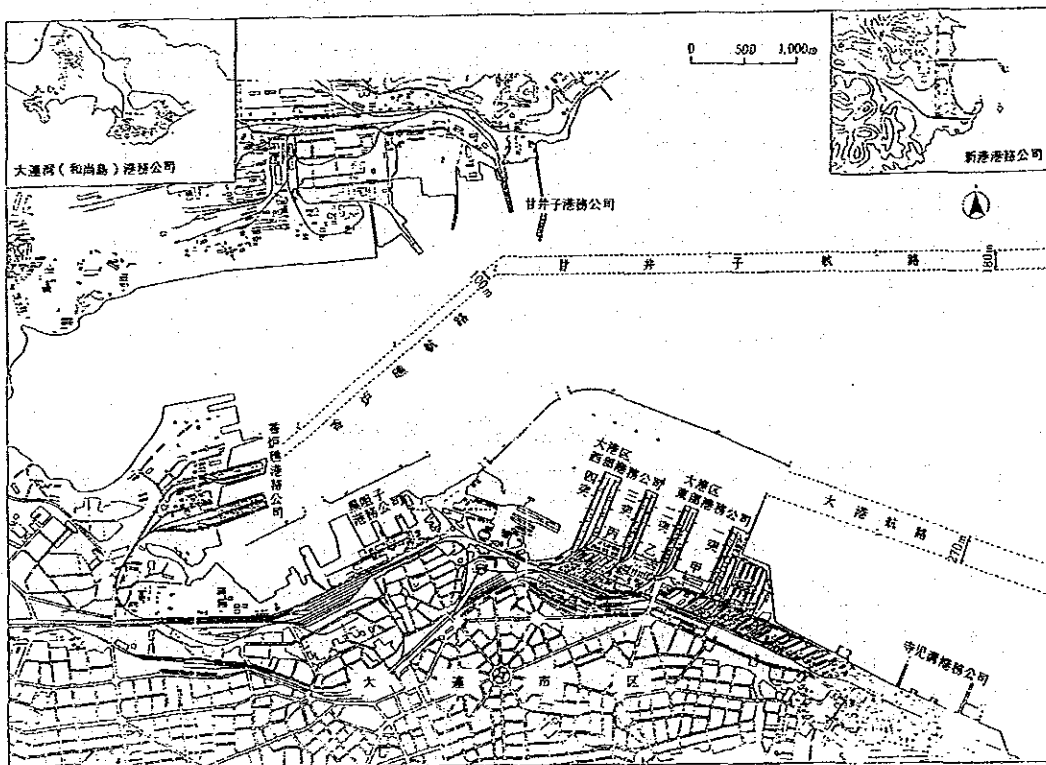 0 500 1,000m
大連湾(和尚島)港務公司
新港港務公司
甘井子港務公司
甘井子航路
180m
100m
香炉礁航路
香炉礁港務公司
黒咀子
港務公司
大港区
西部港務公司
大港区
東部港務公司
四突
三突
二突
一突
丙
乙
甲
大港航路
270m
寺児溝港務公司
大連市区